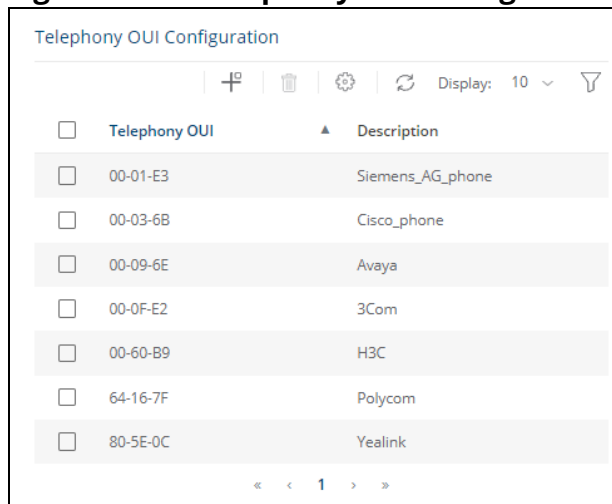 Telephony OUI Configuration
Display: 10
Telephony OUI ▲ Description
00-01-E3 Siemens_AG_phone
00-03-6B Cisco_phone
00-09-6E Avaya
00-0F-E2 3Com
00-60-B9 H3C
64-16-7F Polycom
80-5E-0C Yealink
« ‹ 1 › »